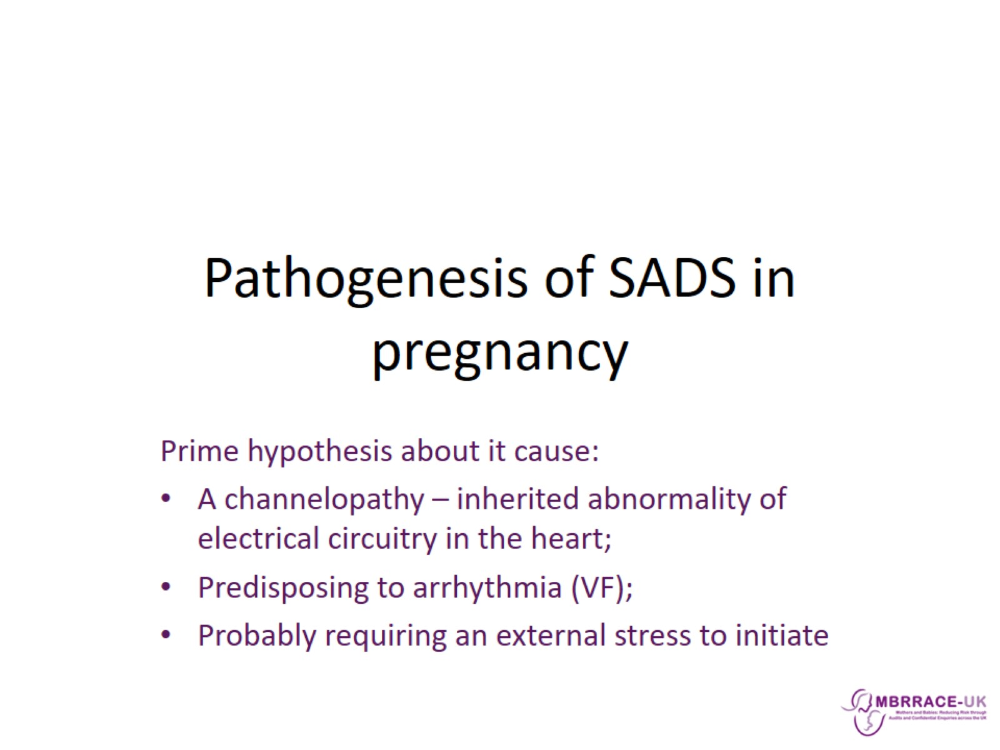 Pathogenesis of SADS in
pregnancy
Prime hypothesis about it cause:
• A channelopathy – inherited abnormality of
electrical circuitry in the heart;
• Predisposing to arrhythmia (VF);
• Probably requiring an external stress to initiate
MBRRACE-UK
Mothers and Babies: Reducing Risk through
Audits and Confidential Enquiries across the UK